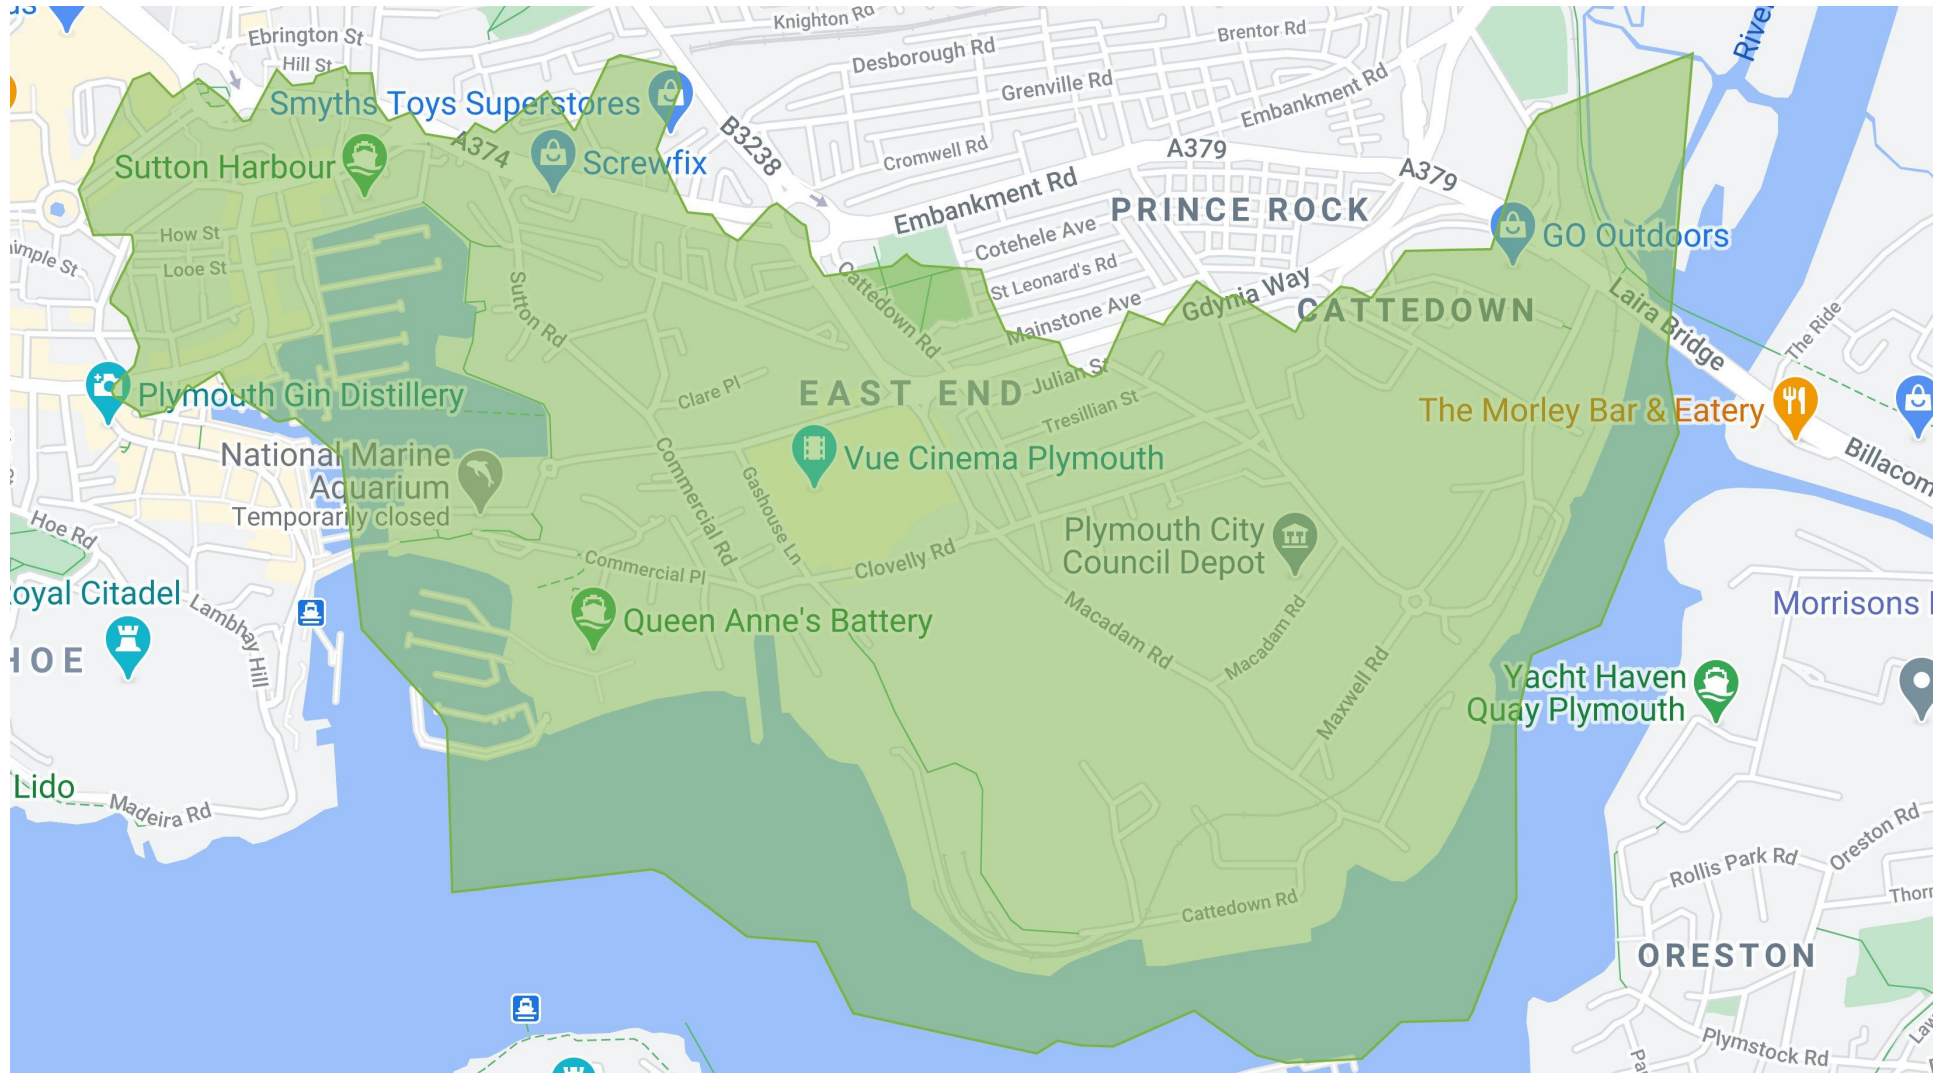 Ebrington St
Knighton Rd
Brentor Rd
River
Hill St
Desborough Rd
Grenville Rd
Embankment Rd
Smyths Toys Superstores
B3238
A374
Cromwell Rd
A379
A379
Sutton Harbour
Screwfix
Embankment Rd
PRINCE ROCK
How St
Cotehele Ave
GO Outdoors
Looe St
St Leonard's Rd
Sutton Rd
Cattedown Rd
Mainstone Ave
Gdynia Way
CATTEDOWN
Laira Bridge
The Ride
Plymouth Gin Distillery
Clare Pl
EAST END
Julian St
Tresillian St
The Morley Bar & Eatery
National Marine
Aquarium
Temporarily closed
Vue Cinema Plymouth
Billacom
Commercial Rd
Gashouse Ln
Hoe Rd
Plymouth City
Council Depot
Commercial Pl
Clovelly Rd
oyal Citadel
Lambhay Hill
Queen Anne's Battery
Macadam Rd
Macadam Rd
Morrisons
HOE
Maxwell Rd
Yacht Haven
Quay Plymouth
Lido
Madeira Rd
Oreston Rd
Rollis Park Rd
Thorn
Cattedown Rd
ORESTON
Plymstock Rd